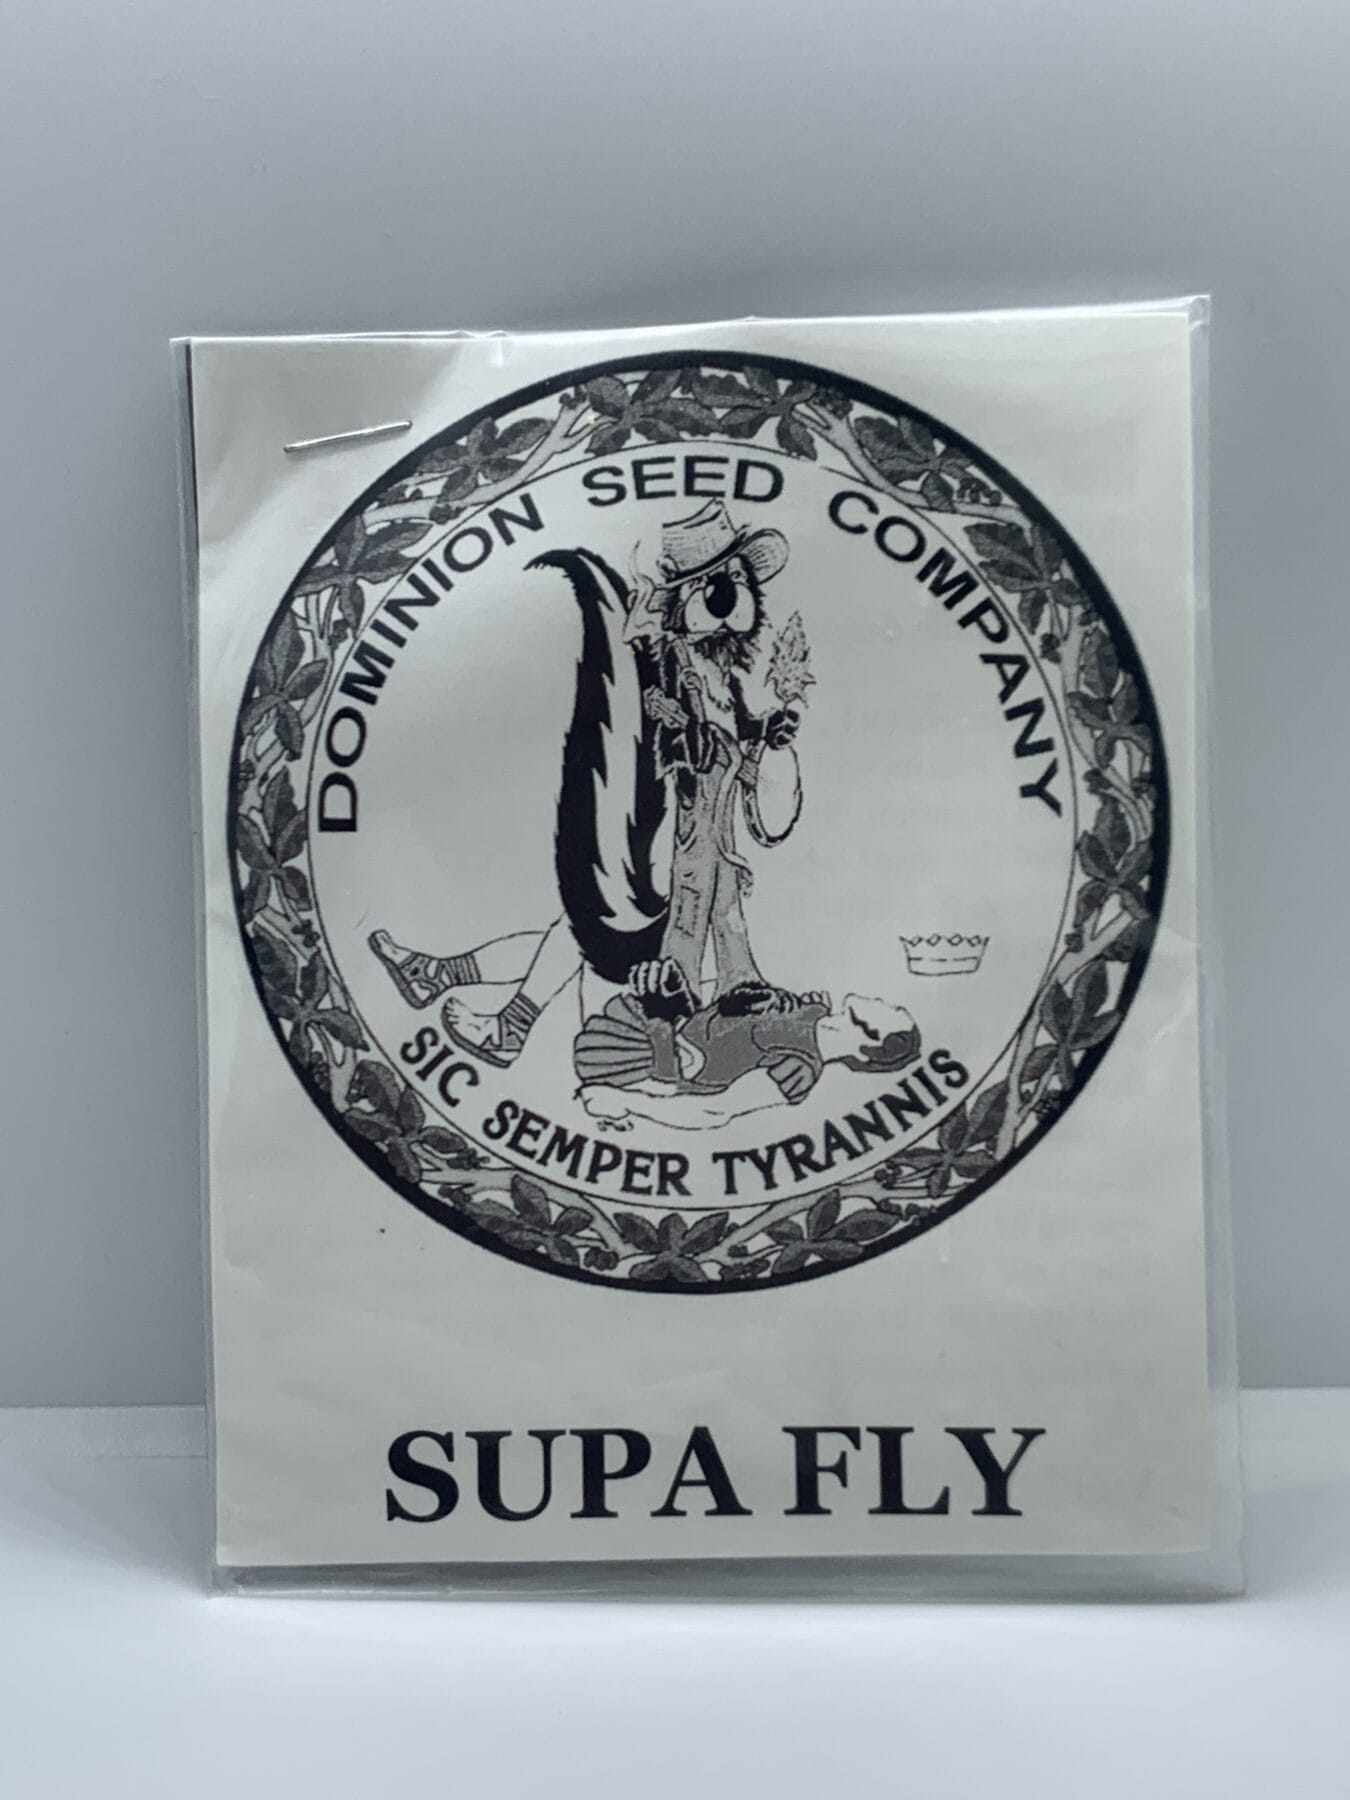 DOMINION SEED COMPANY
SIC SEMPER TYRANNIS
SUPA FLY